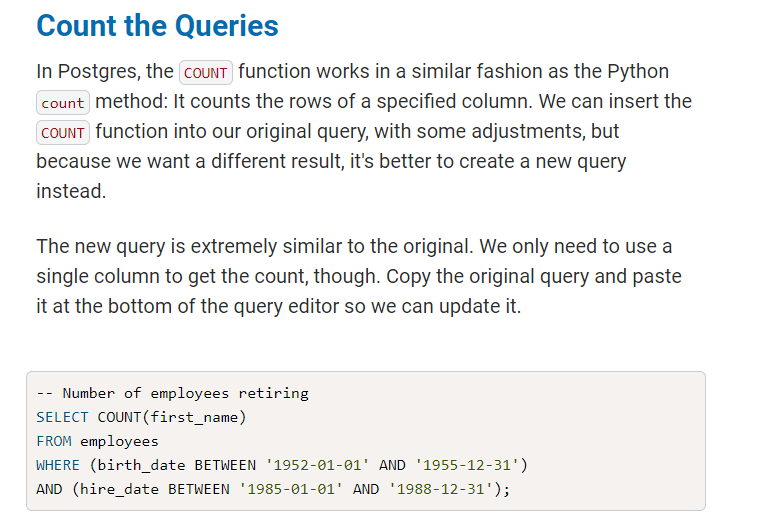 Count the Queries
In Postgres, the COUNT function works in a similar fashion as the Python
count method: It counts the rows of a specified column. We can insert the
COUNT function into our original query, with some adjustments, but
because we want a different result, it's better to create a new query
instead.
The new query is extremely similar to the original. We only need to use a
single column to get the count, though. Copy the original query and paste
it at the bottom of the query editor so we can update it.
-- Number of employees retiring
SELECT COUNT(first_name)
FROM employees
WHERE (birth_date BETWEEN '1952-01-01' AND '1955-12-31')
AND (hire_date BETWEEN '1985-01-01' AND '1988-12-31');